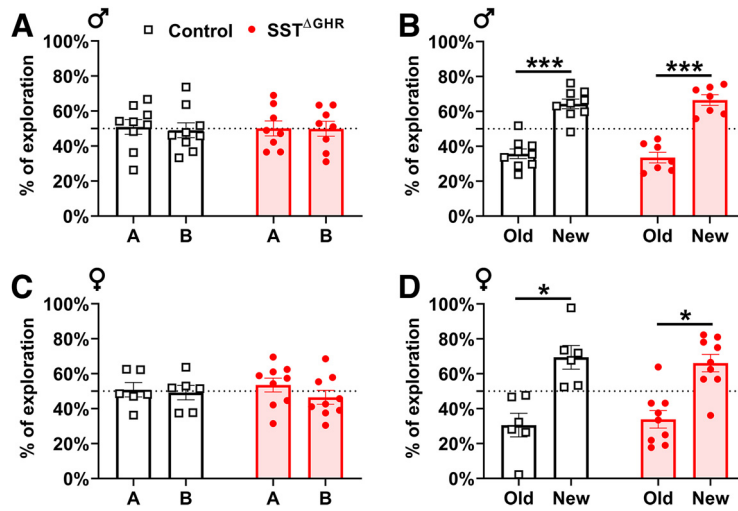 A ♂ □ Control ● SST^ΔGHR
% of exploration
100%
80%
60%
40%
20%
0%
A B A B
B ♂
% of exploration
100%
80%
60%
40%
20%
0%
*** ***
Old New Old New
C ♀
% of exploration
100%
80%
60%
40%
20%
0%
A B A B
D ♀
% of exploration
100%
80%
60%
40%
20%
0%
* *
Old New Old New